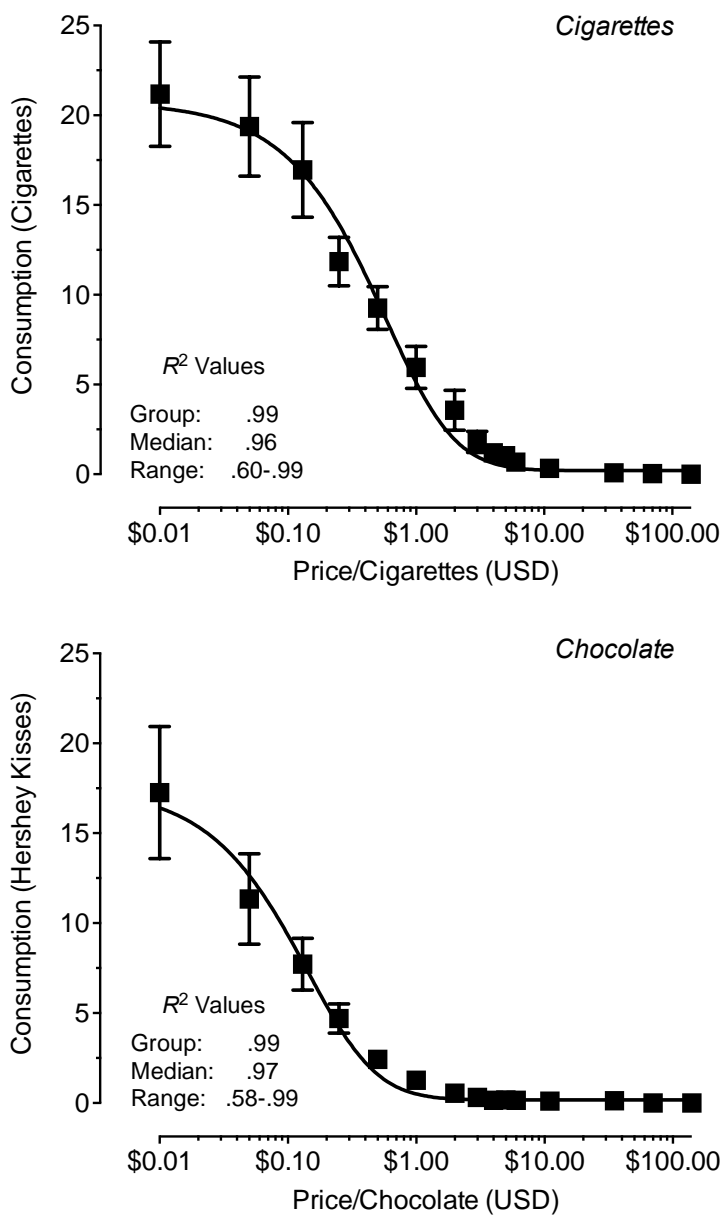 Cigarettes
Consumption (Cigarettes)
25
20
15
10
5
0
R² Values
Group: .99
Median: .96
Range: .60-.99
$0.01 $0.10 $1.00 $10.00 $100.00
Price/Cigarettes (USD)
Chocolate
Consumption (Hershey Kisses)
25
20
15
10
5
0
R² Values
Group: .99
Median: .97
Range: .58-.99
$0.01 $0.10 $1.00 $10.00 $100.00
Price/Chocolate (USD)